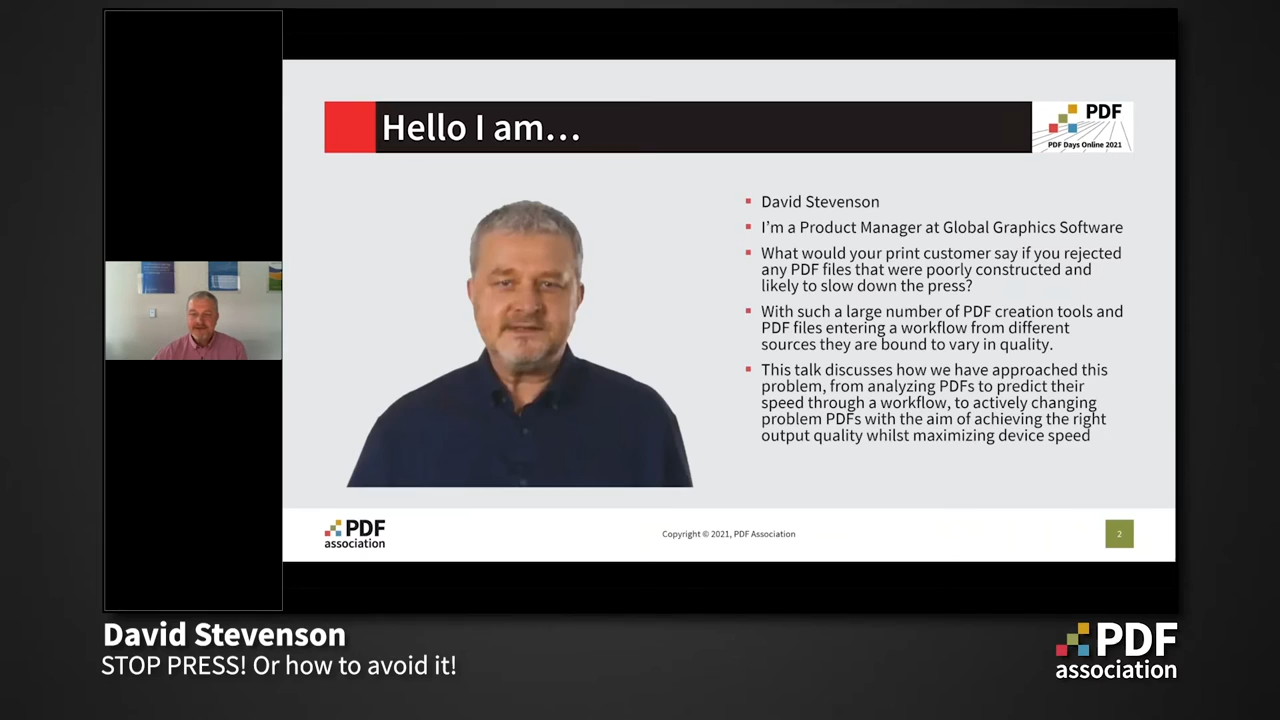 Hello I am...
PDF
PDF Days Online 2021
David Stevenson
I'm a Product Manager at Global Graphics Software
What would your print customer say if you rejected
any PDF files that were poorly constructed and
likely to slow down the press?
With such a large number of PDF creation tools and
PDF files entering a workflow from different
sources they are bound to vary in quality.
This talk discusses how we have approached this
problem, from analyzing PDFs to predict their
speed through a workflow, to actively changing
problem PDFs with the aim of achieving the right
output quality whilst maximizing device speed
PDF
association
Copyright © 2021, PDF Association
2
David Stevenson
STOP PRESS! Or how to avoid it!
PDF
association